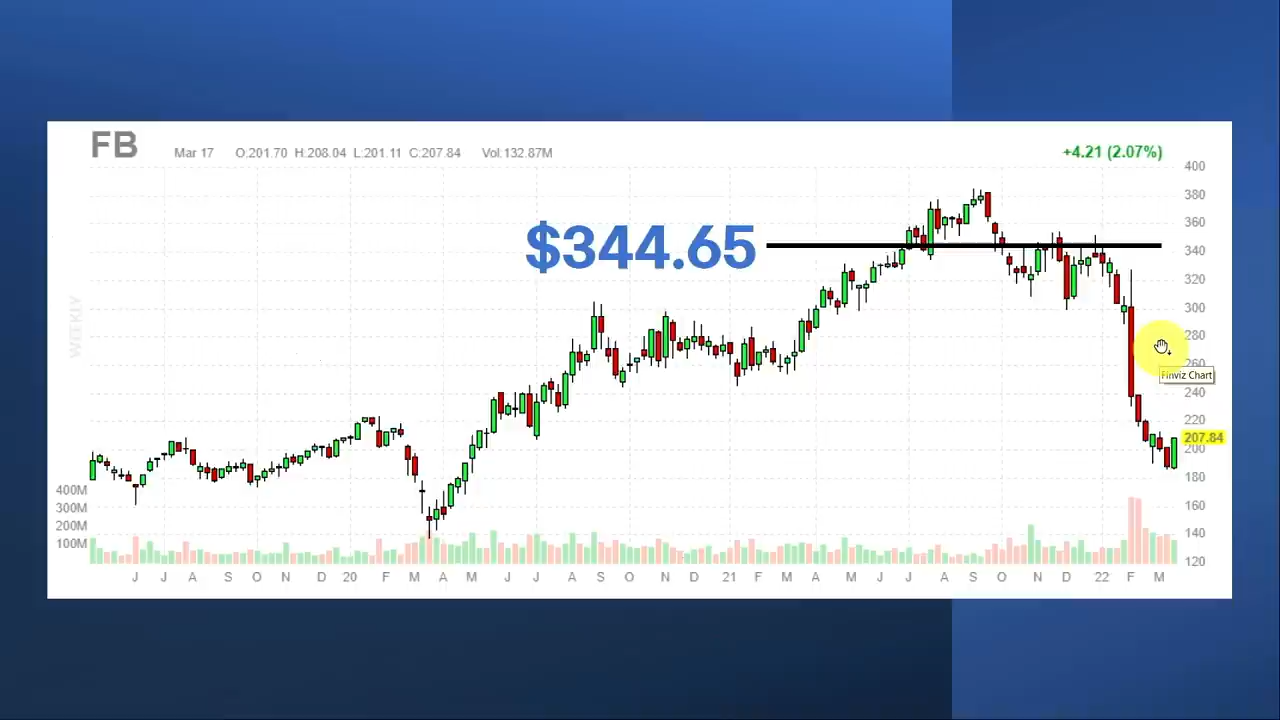 FB Mar 17 O:201.70 H:208.04 L:201.11 C:207.84 Vol:132.87M +4.21 (2.07%)
400
380
360
$344.65
340
320
300
WEEKLY
280
260
Finviz Chart
240
220
207.84
200
180
400M
300M
160
200M
140
100M
120
J J A S O N D 20 F M A M J J A S O N D 21 F M A M J J A S O N D 22 F M